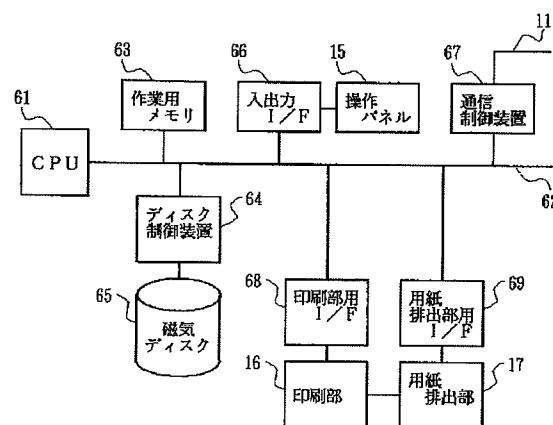 63
作業用
メモリ
66
入出力
I/F
15
操作
パネル
67
11
通信
制御装置
61
CPU
62
ディスク
制御装置
64
65
磁気
ディスク
68
印刷部用
I/F
用紙
排出部用
I/F
69
16
印刷部
用紙
排出部
17